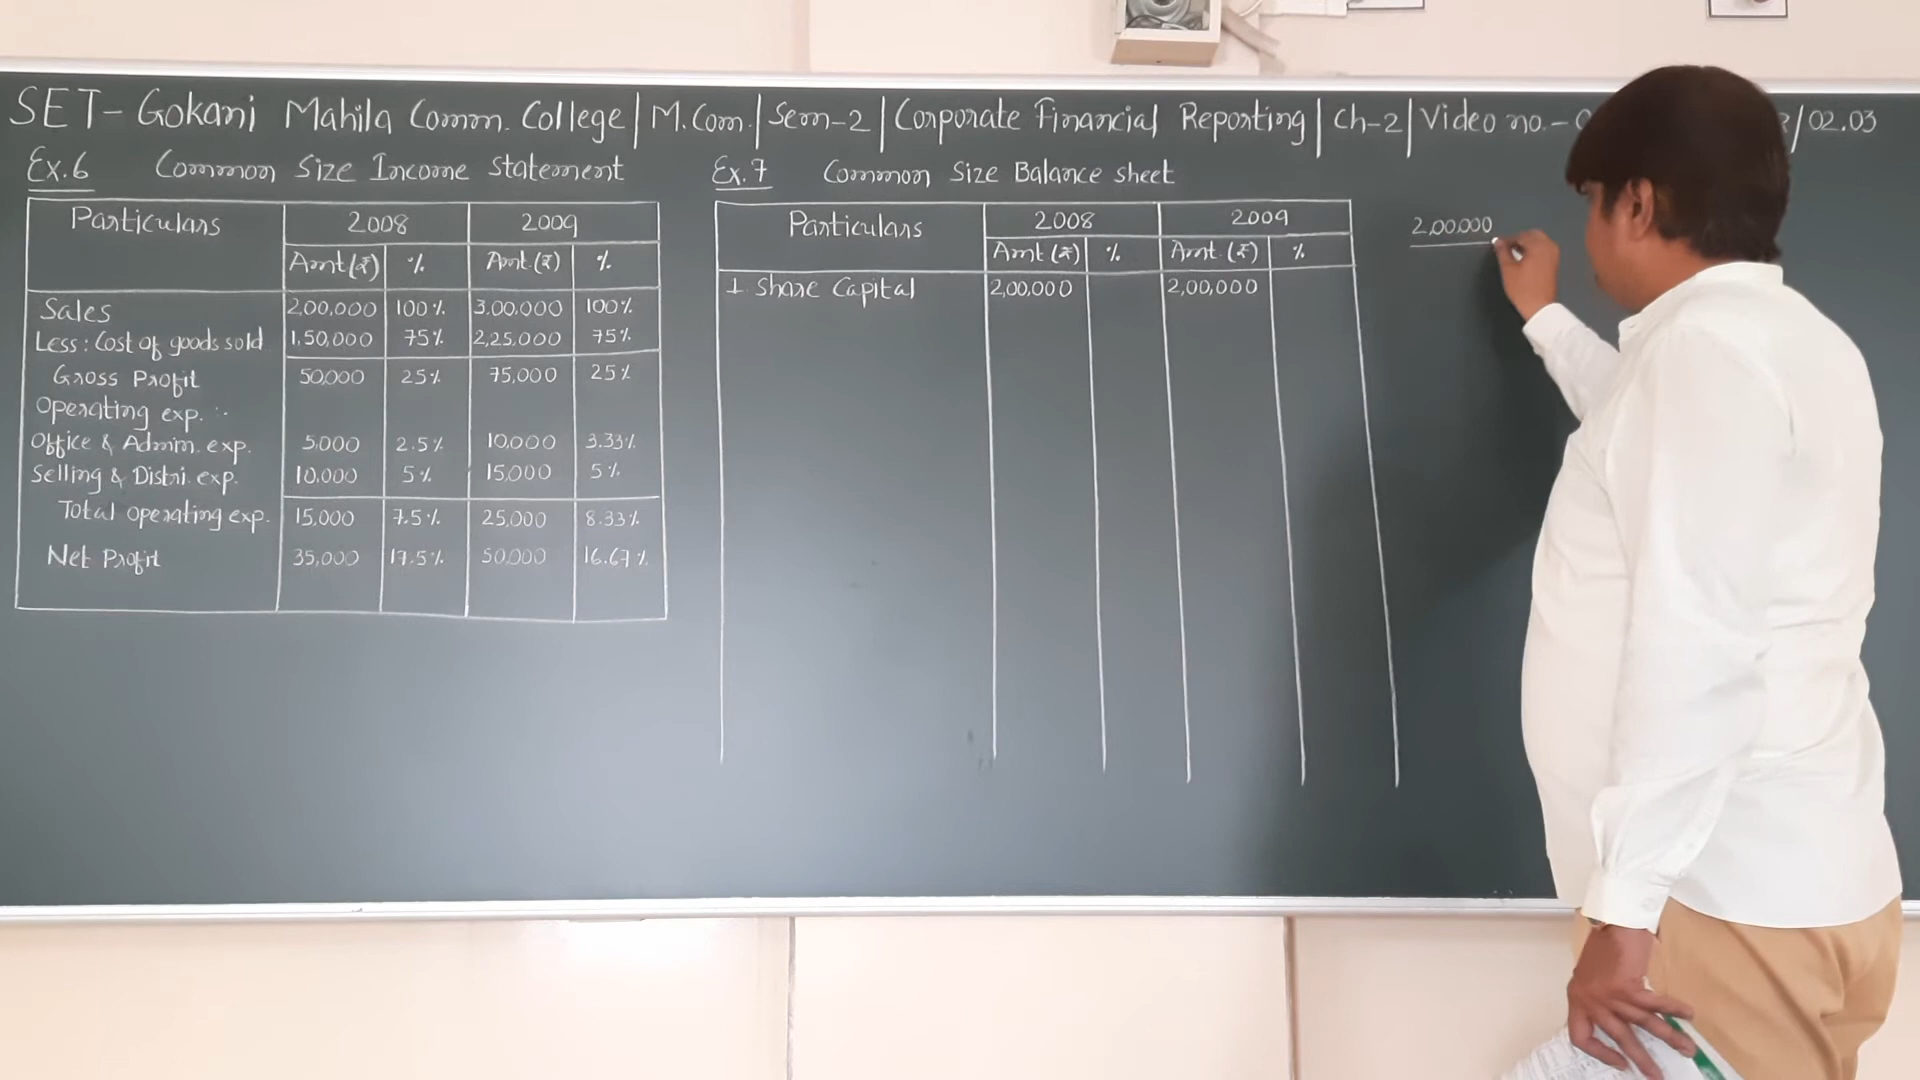 SET- Gokani Mahila Comm. College | M.Com. | Sem-2 | Corporate Financial Reporting | Ch-2 | Video no.- /02.03
Ex.6 Common Size Income Statement
Particulars 2008 2009
Amt (₹) % Amt. (₹) %
Sales 2,00,000 100% 3,00,000 100%
Less : Cost of goods sold 1,50,000 75% 2,25,000 75%
Gross Profit 50,000 25% 75,000 25%
Operating exp. :-
Office & Admin. exp. 5,000 2.5% 10,000 3.33%
Selling & Distri. exp. 10,000 5% 15,000 5%
Total operating exp. 15,000 7.5% 25,000 8.33%
Net Profit 35,000 17.5% 50,000 16.67%
Ex.7 Common Size Balance sheet
Particulars 2008 2009
Amt (₹) % Amt. (₹) %
1. Share Capital 2,00,000 2,00,000
2,00,000